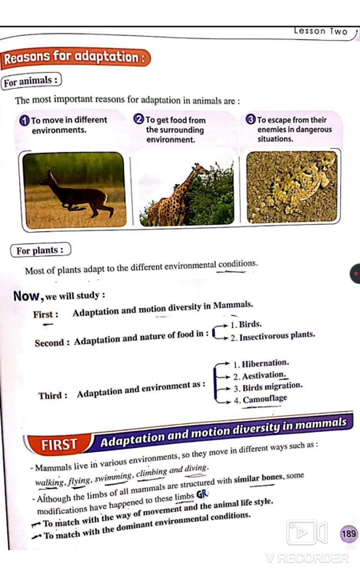 Lesson Two
Reasons for adaptation :
For animals :
The most important reasons for adaptation in animals are :
1 To move in different environments.
2 To get food from the surrounding environment.
3 To escape from their enemies in dangerous situations.
For plants :
Most of plants adapt to the different environmental conditions.
Now, we will study :
First : Adaptation and motion diversity in Mammals.
Second : Adaptation and nature of food in :
1. Birds.
2. Insectivorous plants.
Third : Adaptation and environment as :
1. Hibernation.
2. Aestivation.
3. Birds migration.
4. Camouflage
FIRST Adaptation and motion diversity in mammals
- Mammals live in various environments, so they move in different ways such as :
walking, flying, swimming, climbing and diving.
- Although the limbs of all mammals are structured with similar bones, some
modifications have happened to these limbs GR
To match with the way of movement and the animal life style.
To match with the dominant environmental conditions.
189
V RECORDER